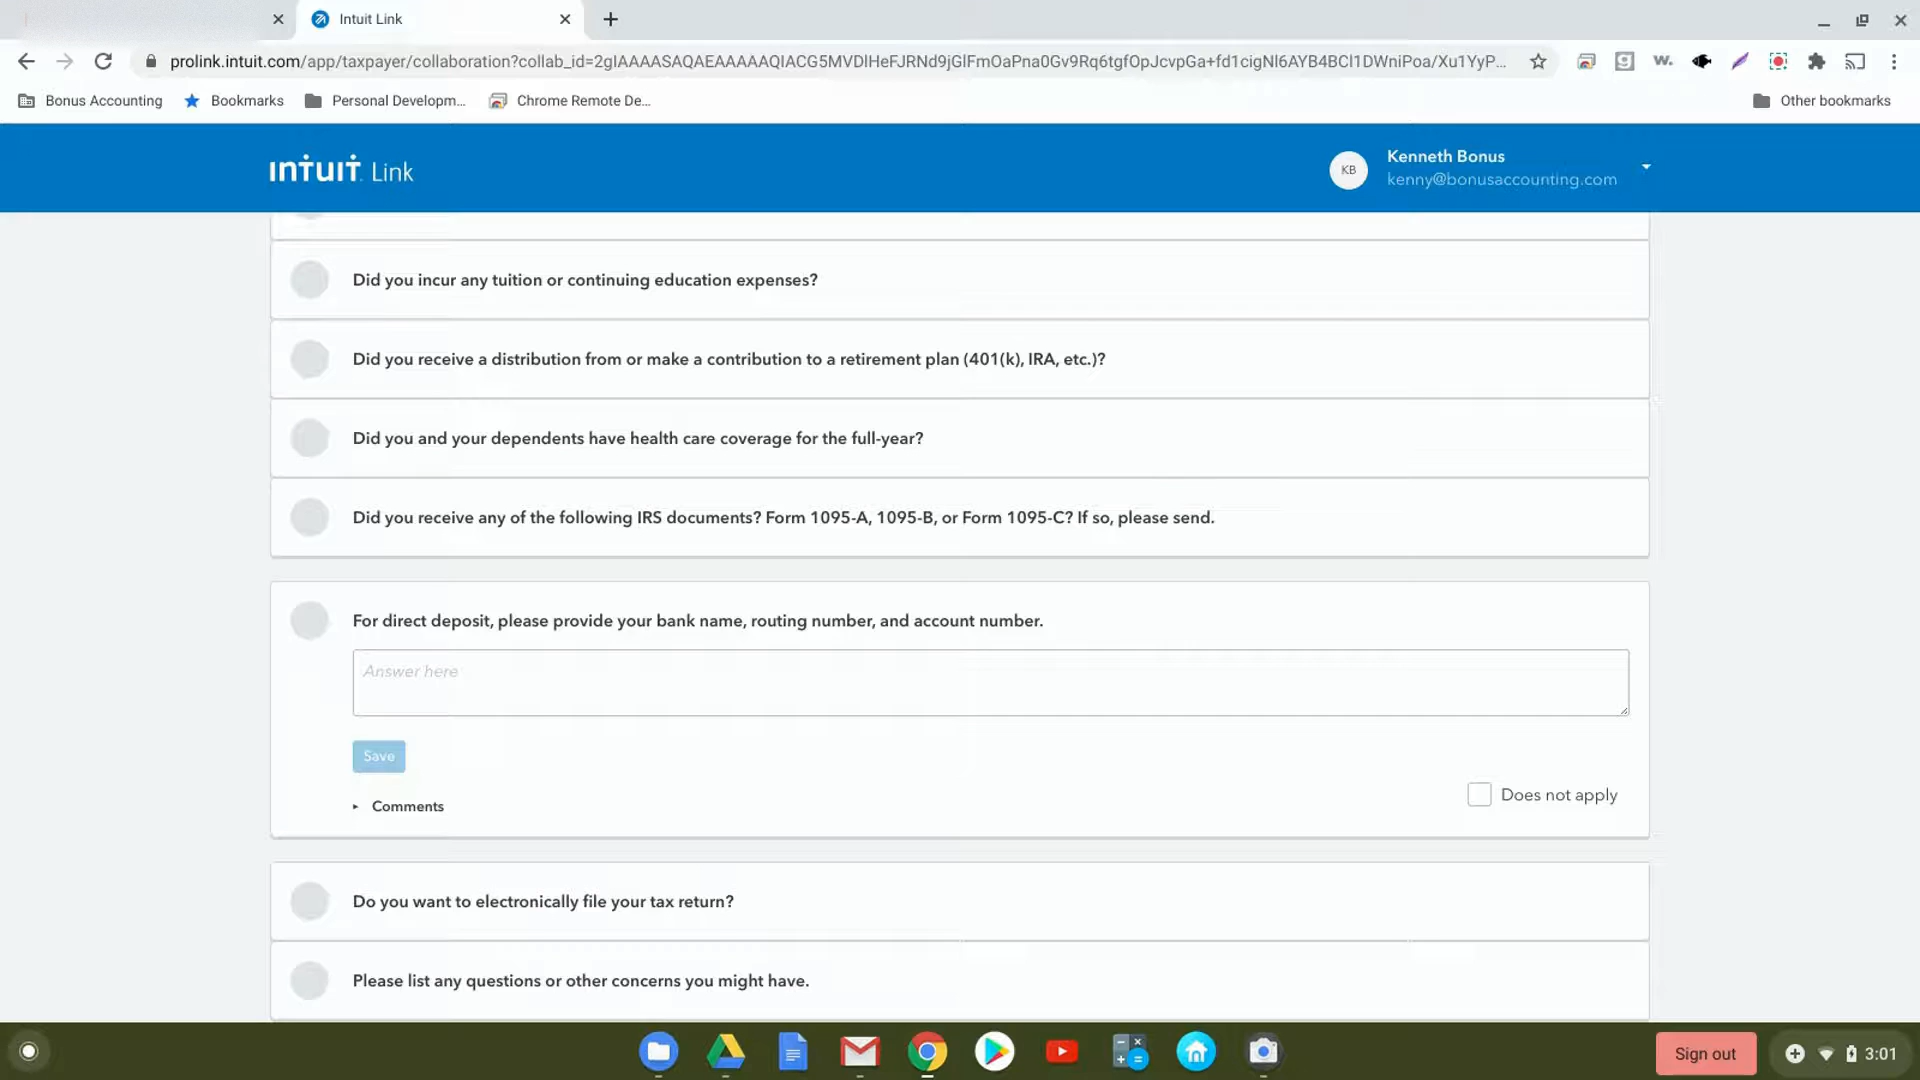 Intuit Link
prolink.intuit.com/app/taxpayer/collaboration?collab_id=2gIAAAASAQAEAAAAAQIACG5MVDlHeFJRNd9jGlFmOaPna0Gv9Rq6tgfOpJcvpGa+fd1cigNl6AYB4BCl1DWniPoa/Xu1YyP...
Bonus Accounting
Bookmarks
Personal Developm...
Chrome Remote De...
Other bookmarks
INTUIT Link
KB
Kenneth Bonus
kenny@bonusaccounting.com
Did you incur any tuition or continuing education expenses?
Did you receive a distribution from or make a contribution to a retirement plan (401(k), IRA, etc.)?
Did you and your dependents have health care coverage for the full-year?
Did you receive any of the following IRS documents? Form 1095-A, 1095-B, or Form 1095-C? If so, please send.
For direct deposit, please provide your bank name, routing number, and account number.
Answer here
Save
Comments
Does not apply
Do you want to electronically file your tax return?
Please list any questions or other concerns you might have.
Sign out
3:01